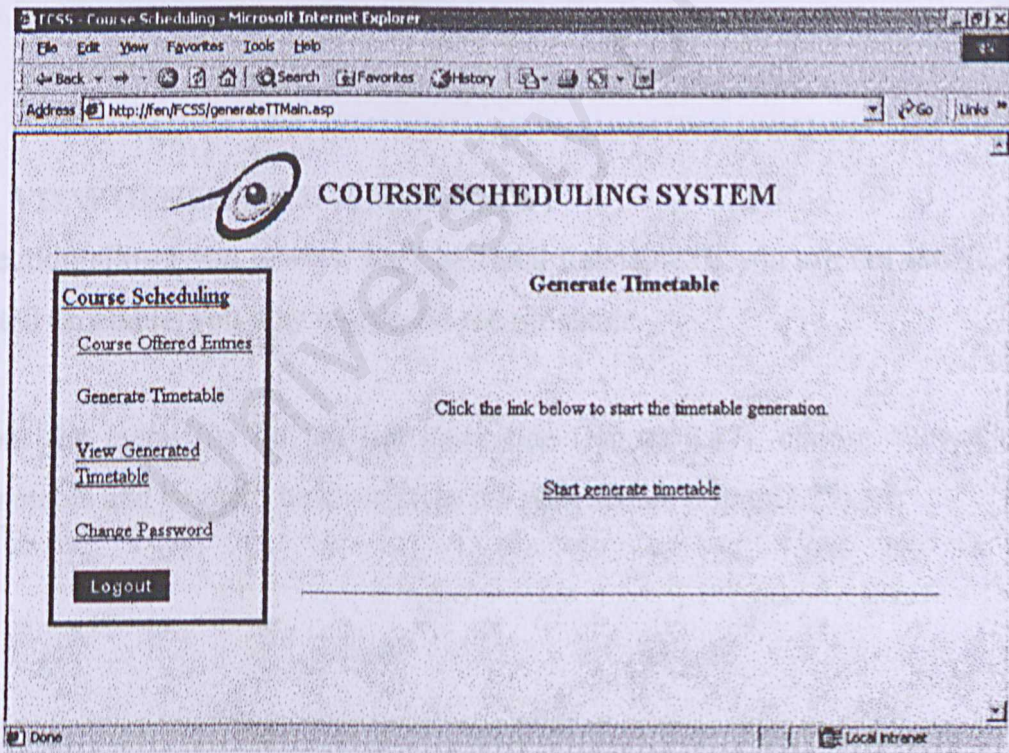 FCSS - Course Scheduling - Microsoft Internet Explorer
File Edit View Favorites Tools Help
Back Search Favorites History
Address http://fen/FCSS/generateTTMain.asp Go Links »
COURSE SCHEDULING SYSTEM
Course Scheduling
Course Offered Entries
Generate Timetable
View Generated
Timetable
Change Password
Logout
Generate Timetable
Click the link below to start the timetable generation.
Start generate timetable
Done Local intranet
University